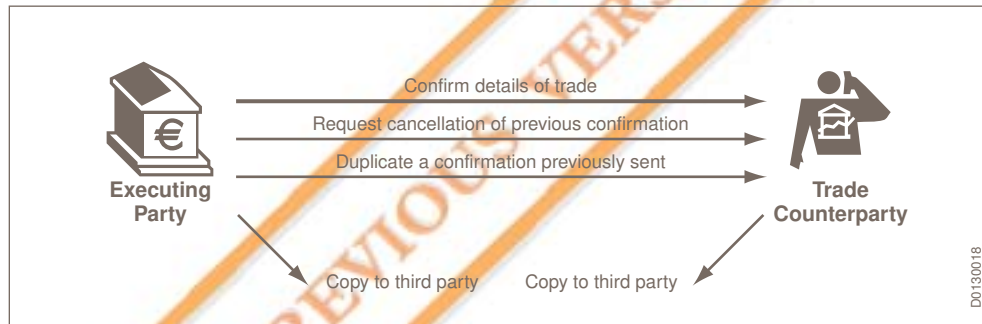 Confirm details of trade
Request cancellation of previous confirmation
Duplicate a confirmation previously sent
€
Executing
Party
Trade
Counterparty
Copy to third party
Copy to third party
D0130018
PREVIOUS VERS